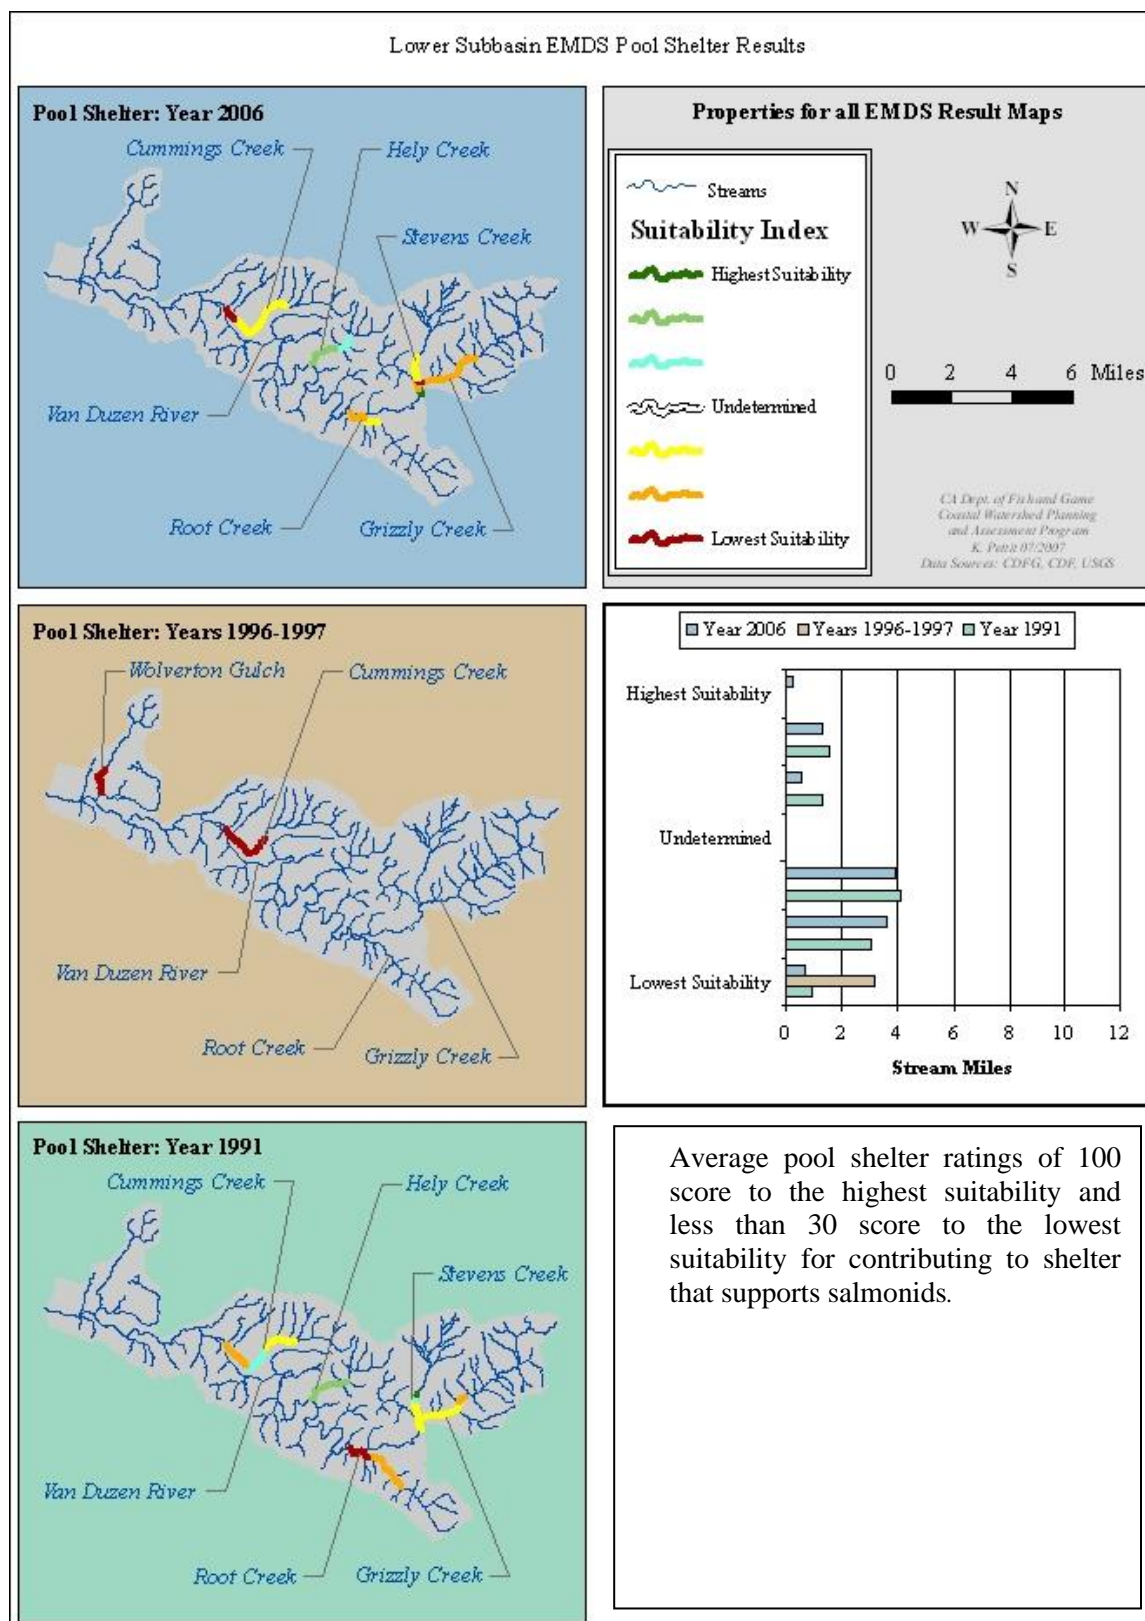 Lower Subbasin EMDS Pool Shelter Results
Pool Shelter: Year 2006
Cummings Creek
Hely Creek
Stevens Creek
Van Duzen River
Root Creek
Grizzly Creek
Properties for all EMDS Result Maps
Streams
Suitability Index
Highest Suitability
Undetermined
Lowest Suitability
N
W E
S
0 2 4 6 Miles
CA Dept. of Fish and Game
Coastal Watershed Planning
and Assessment Program
K. Pettit 07/2007
Data Sources: CDFG, CDF, USGS
Pool Shelter: Years 1996-1997
Wolverton Gulch
Cummings Creek
Van Duzen River
Root Creek
Grizzly Creek
Year 2006 Years 1996-1997 Year 1991
Highest Suitability
Undetermined
Lowest Suitability
0 2 4 6 8 10 12
Stream Miles
Pool Shelter: Year 1991
Cummings Creek
Hely Creek
Stevens Creek
Van Duzen River
Root Creek
Grizzly Creek
Average pool shelter ratings of 100
score to the highest suitability and
less than 30 score to the lowest
suitability for contributing to shelter
that supports salmonids.